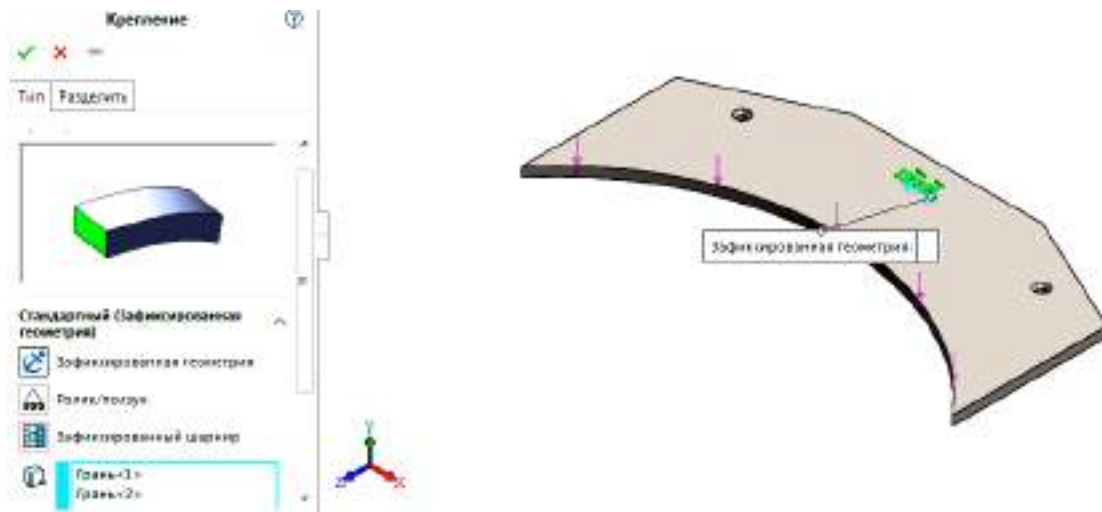 Крепление
Тип Разделить
Стандартный (Зафиксированная
геометрия)
Зафиксированная геометрия
Ролик/ползун
Зафиксированный шарнир
Грань<1>
Грань<2>
Зафиксированная геометрия:
Y
Z
X